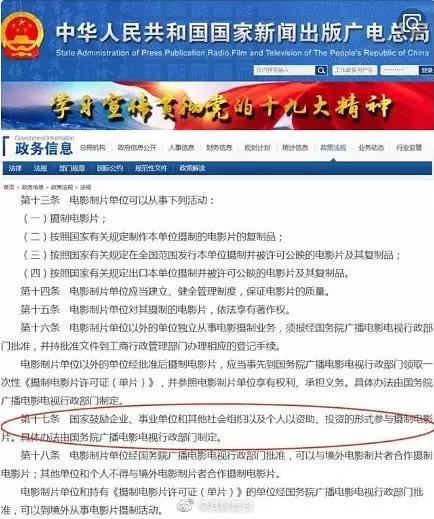 中华人民共和国国家新闻出版广电总局
State Administration of Press,Publication,Radio,Film and Television of The People's Republic of China
站内搜索输入
工作邮箱用户名
学习宣传贯彻党的十九大精神
Government Information
政务信息
总局机构
政府信息公开
人事信息
财务信息
规划统计
统计资讯
政策法规
业务动态
行业监管
法律
法规
部门规章
国际公约
规范性文件
政策解读
首页 > 政务信息 > 政策法规 > 法规
第十三条 电影制片单位可以从事下列活动：
（一）摄制电影片；
（二）按照国家有关规定制作本单位摄制的电影片的复制品；
（三）按照国家有关规定在全国范围发行本单位摄制并被许可公映的电影片及其复制品；
（四）按照国家有关规定出口本单位摄制并被许可公映的电影片及其复制品。
第十四条 电影制片单位应当建立、健全管理制度，保证电影片的质量。
第十五条 电影制片单位对其摄制的电影片，依法享有著作权。
第十六条 电影制片单位以外的单位独立从事电影摄制业务，须报经国务院广播电影电视行政部
门批准，并持批准文件到工商行政管理部门办理相应的登记手续。
电影制片单位以外的单位经批准后摄制电影片，应当事先到国务院广播电影电视行政部门领取一
次性《摄制电影片许可证（单片）》，并参照电影制片单位享有权利、承担义务。具体办法由国务院
广播电影电视行政部门制定。
第十七条 国家鼓励企业、事业单位和其他社会组织以及个人以资助、投资的形式参与摄制电影
片。具体办法由国务院广播电影电视行政部门制定。
第十八条 电影制片单位经国务院广播电影电视行政部门批准，可以与境外电影制片者合作摄制
电影片；其他单位和个人不得与境外电影制片者合作摄制电影片。
电影制片单位和持有《摄制电影片许可证（单片）》的单位经国务院广播电影电视行政部门批
准，可以到境外从事电影片摄制活动。